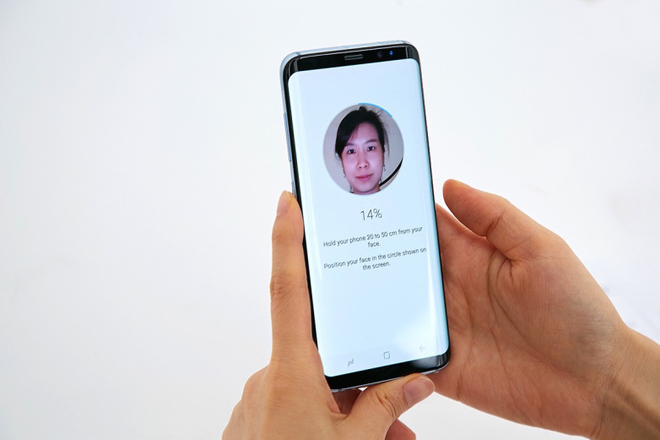 14%
Hold your phone 20 to 50 cm from your
face.
Position your face in the circle shown on
the screen.